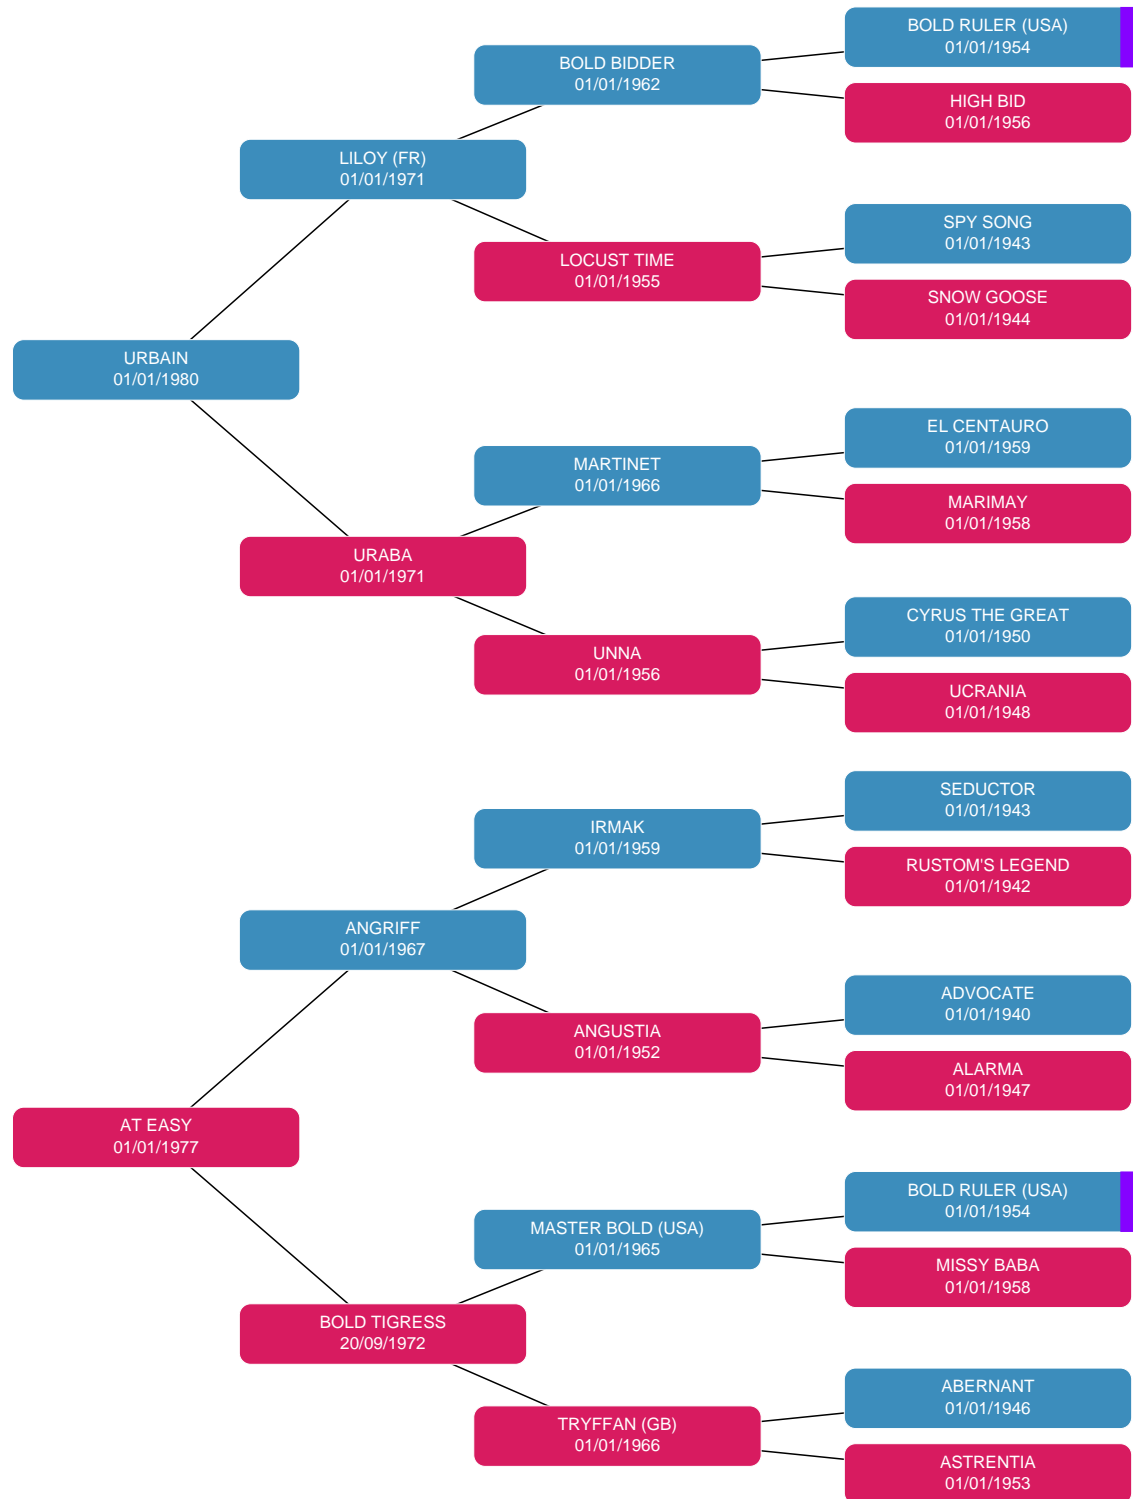 BOLD RULER (USA)
01/01/1954
BOLD BIDDER
01/01/1962
HIGH BID
01/01/1956
LILOY (FR)
01/01/1971
SPY SONG
01/01/1943
LOCUST TIME
01/01/1955
SNOW GOOSE
01/01/1944
URBAIN
01/01/1980
EL CENTAURO
01/01/1959
MARTINET
01/01/1966
MARIMAY
01/01/1958
URABA
01/01/1971
CYRUS THE GREAT
01/01/1950
UNNA
01/01/1956
UCRANIA
01/01/1948
SEDUCTOR
01/01/1943
IRMAK
01/01/1959
RUSTOM'S LEGEND
01/01/1942
ANGRIFF
01/01/1967
ADVOCATE
01/01/1940
ANGUSTIA
01/01/1952
ALARMA
01/01/1947
AT EASY
01/01/1977
BOLD RULER (USA)
01/01/1954
MASTER BOLD (USA)
01/01/1965
MISSY BABA
01/01/1958
BOLD TIGRESS
20/09/1972
ABERNANT
01/01/1946
TRYFFAN (GB)
01/01/1966
ASTRENTIA
01/01/1953